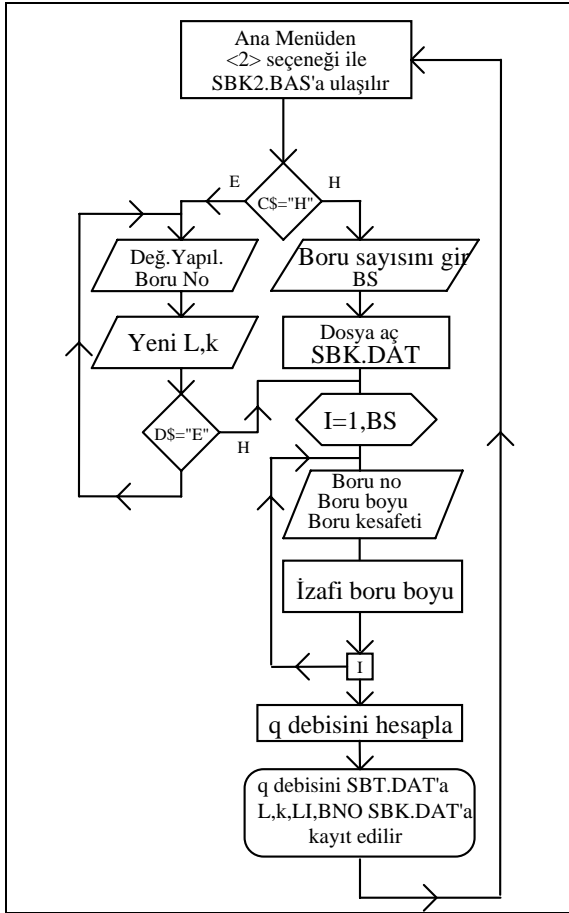 Ana Menüden
<2> seçeneği ile
SBK2.BAS'a ulaşılır
E
H
C$="H"
Değ.Yapıl.
Boru No
Boru sayısını gir
BS
Yeni L,k
Dosya aç
SBK.DAT
D$="E"
H
I=1,BS
Boru no
Boru boyu
Boru kesafeti
İzafi boru boyu
I
q debisini hesapla
q debisini SBT.DAT'a
L,k,LI,BNO SBK.DAT'a
kayıt edilir